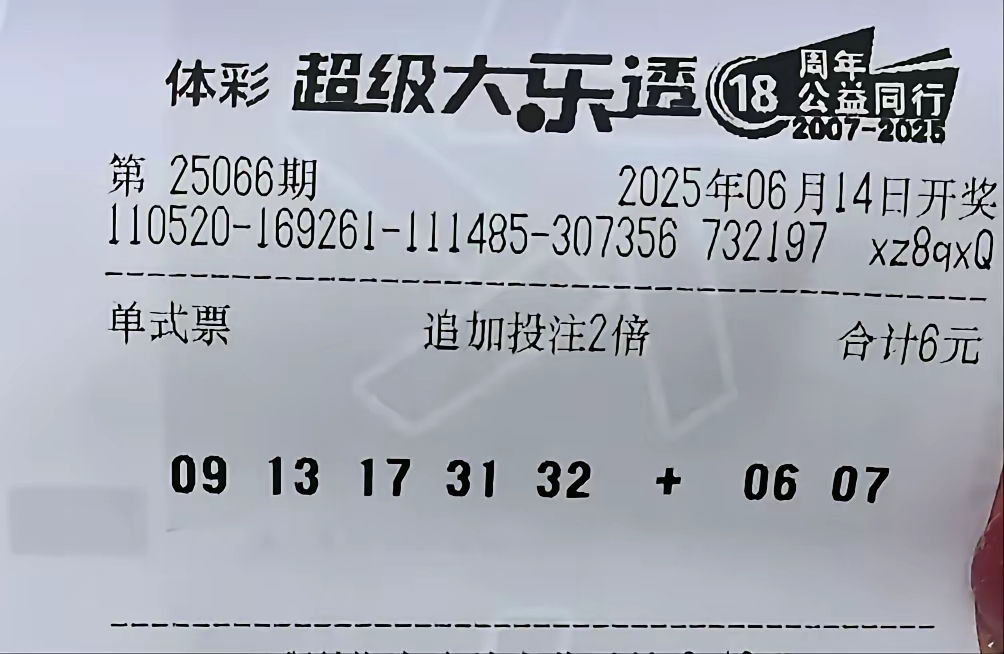 体彩 超级大乐透 18 周年 公益同行 2007-2025
第 25066期 2025年06月14日开奖
110520-169261-111485-307356 732197 xz8qxQ
单式票 追加投注2倍 合计6元
09 13 17 31 32 + 06 07